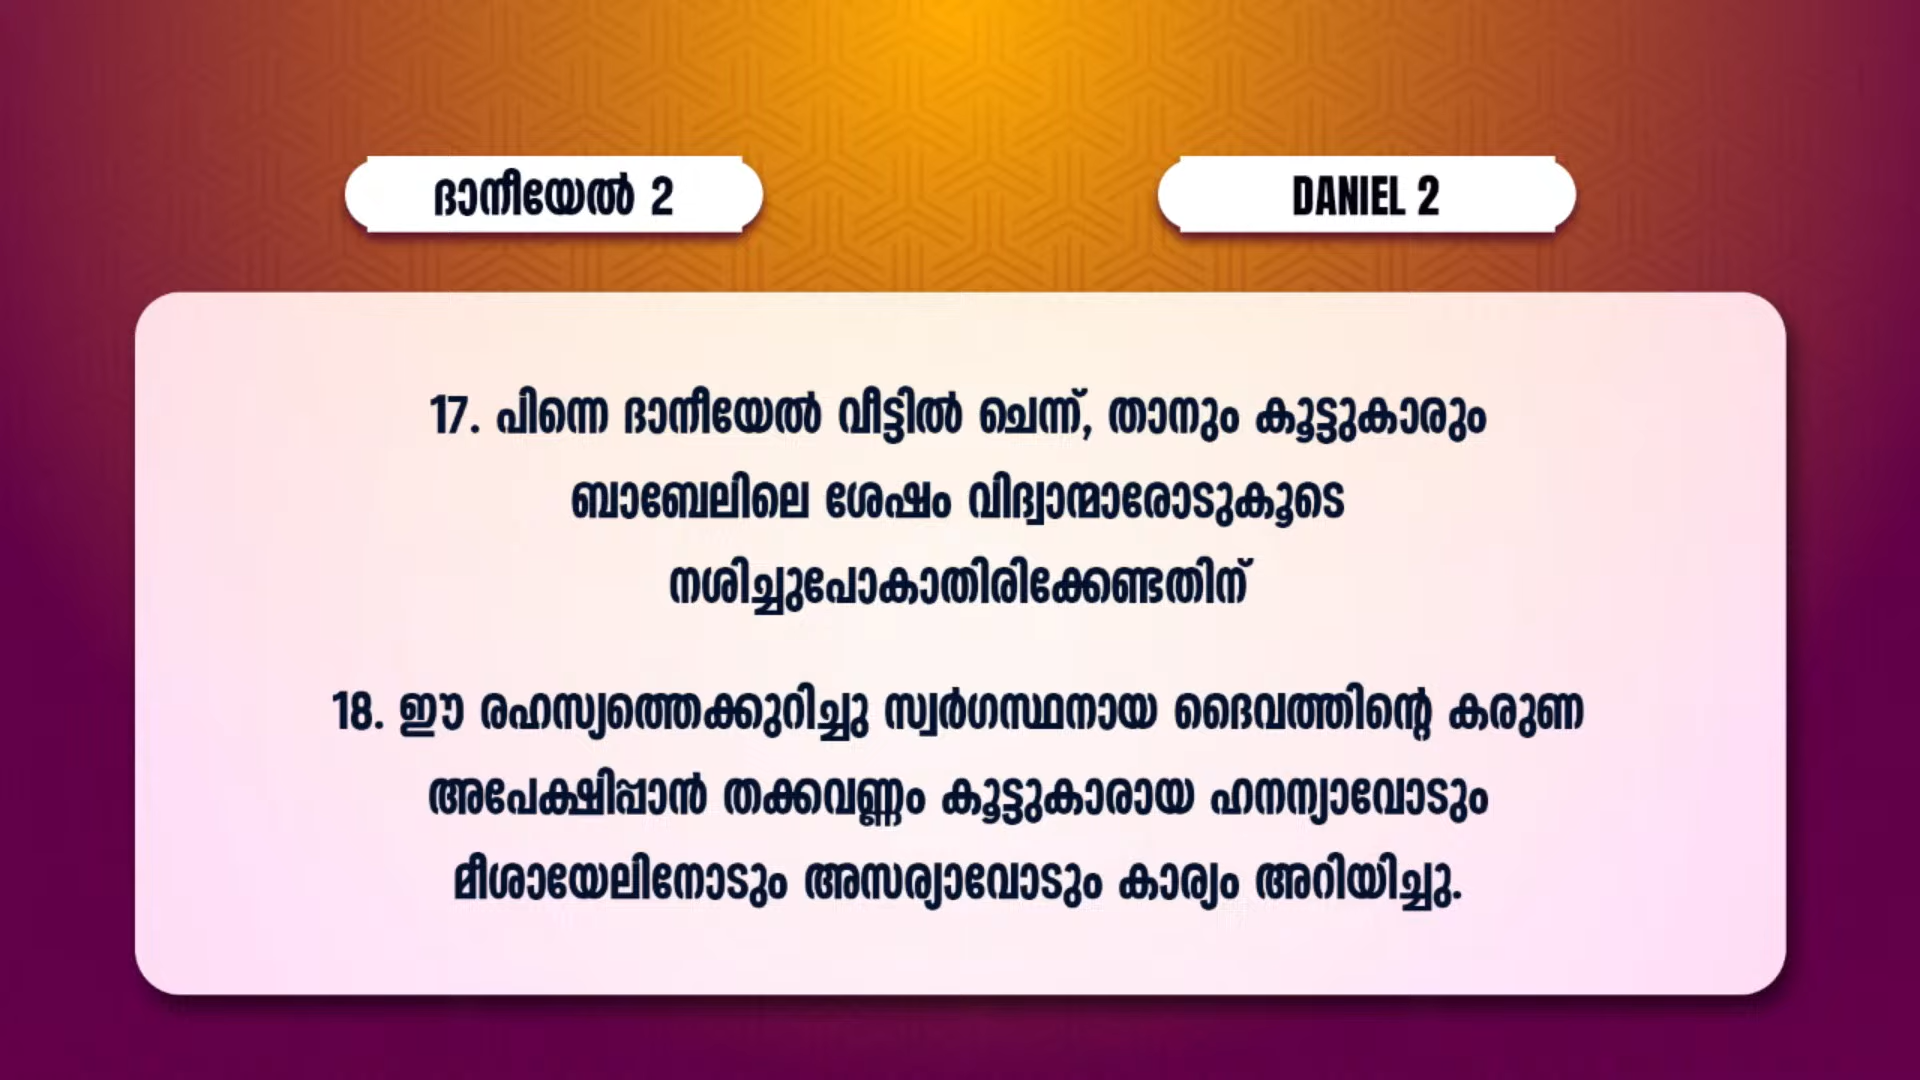 ദാനീയേൽ 2
DANIEL 2
17. പിന്നെ ദാനീയേൽ വീട്ടിൽ ചെന്ന്, താനും കൂട്ടുകാരും
ബാബേലിലെ ശേഷം വിദ്വാന്മാരോടുകൂടെ
നശിച്ചുപോകാതിരിക്കേണ്ടതിന്
18. ഈ രഹസ്യത്തെക്കുറിച്ചു സ്വർഗസ്ഥനായ ദൈവത്തിന്റെ കരുണ
അപേക്ഷിപ്പാൻ തക്കവണ്ണം കൂട്ടുകാരായ ഹനന്യാവോടും
മീശായേലിനോടും അസര്യാവോടും കാര്യം അറിയിച്ചു.